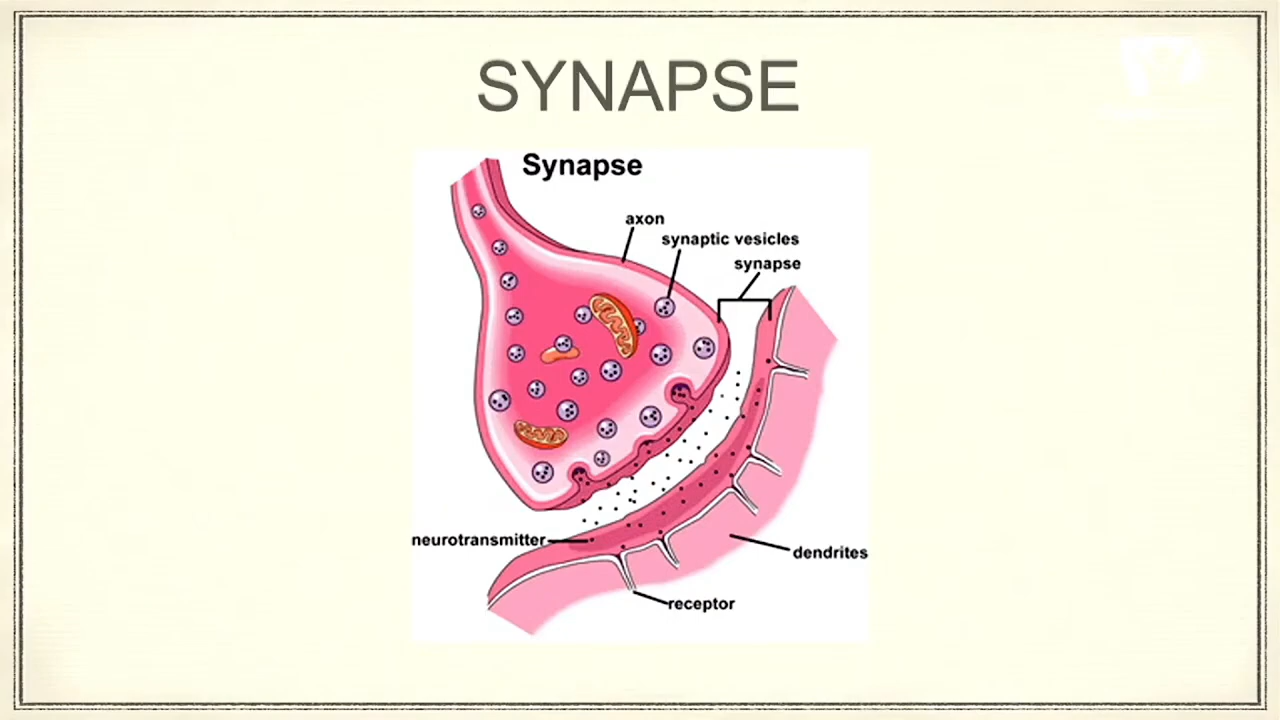 SYNAPSE
Synapse
axon
synaptic vesicles
synapse
neurotransmitter
dendrites
receptor